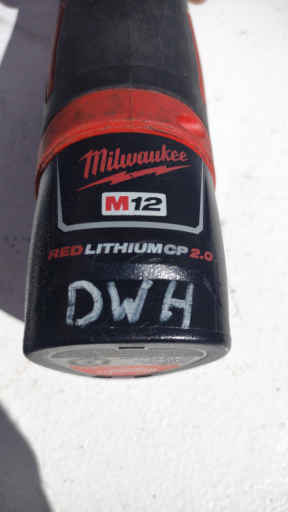 Milwaukee
M12
REDLITHIUM CP 2.0
DWH